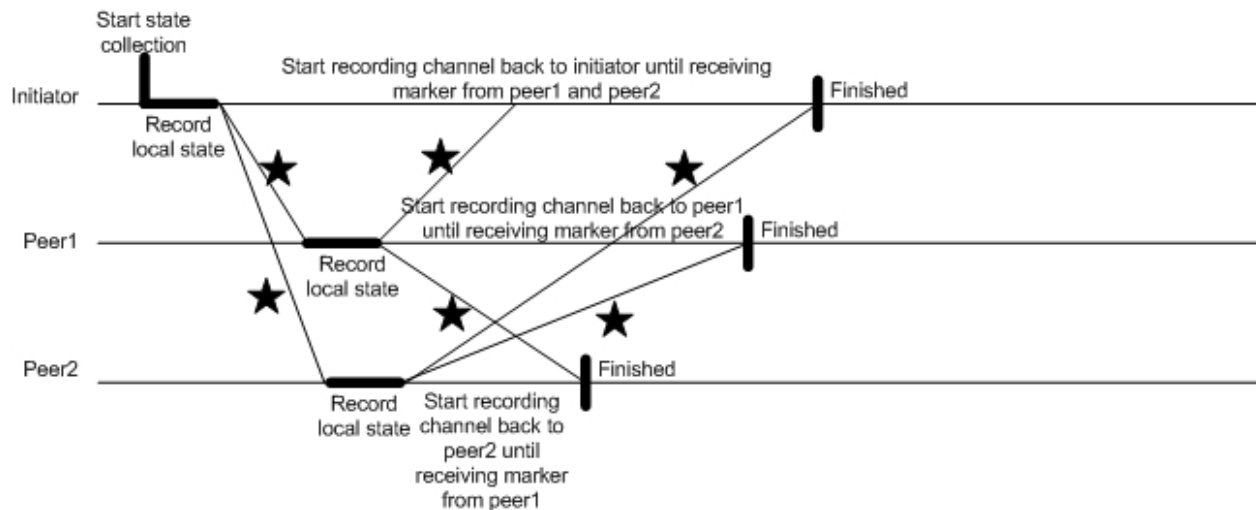 Start state
collection
Start recording channel back to initiator until receiving
marker from peer1 and peer2
Initiator
Finished
Record
local state
Start recording channel back to peer1
until receiving marker from peer2
Peer1
Finished
Record
local state
Peer2
Finished
Record
local state
Start recording
channel back to
peer2 until
receiving marker
from peer1